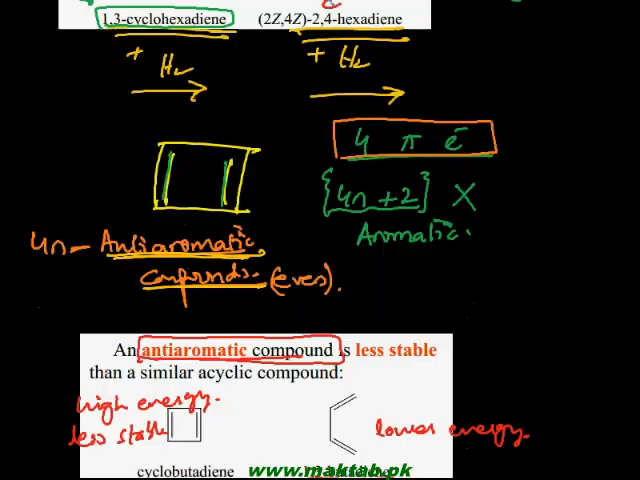 1,3-cyclohexadiene (2Z,4Z)-2,4-hexadiene
+ H2 + H2
4 π e-
{4n + 2} X
Aromatic.
4n - Antiaromatic
compounds. (even).
An antiaromatic compound is less stable
than a similar acyclic compound:
high energy.
less stable
lower energy.
cyclobutadiene
www.maktab.pk